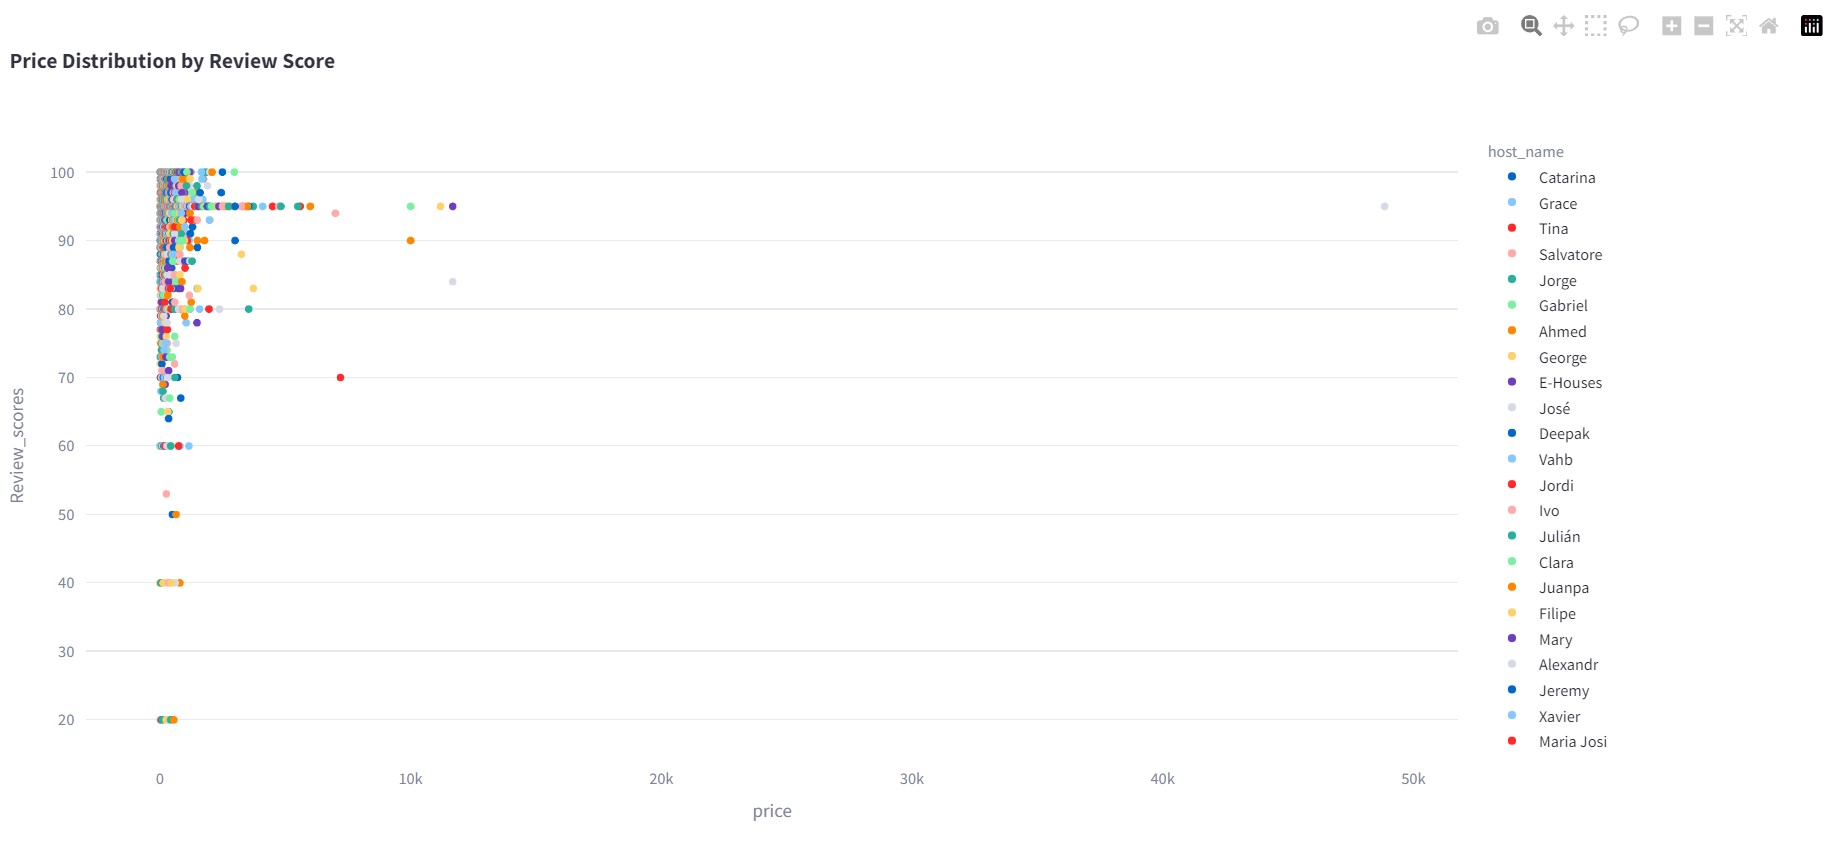 Price Distribution by Review Score
host_name
Catarina
Grace
Tina
Salvatore
Jorge
Gabriel
Ahmed
George
E-Houses
José
Deepak
Vahb
Jordi
Ivo
Julián
Clara
Juanpa
Filipe
Mary
Alexandr
Jeremy
Xavier
Maria Josi
Review_scores
100
90
80
70
60
50
40
30
20
0
10k
20k
30k
40k
50k
price